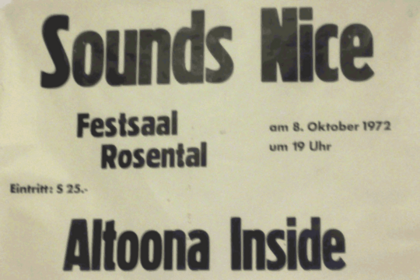 Sounds Nice
Festsaal
Rosental
am 8. Oktober 1972
um 19 Uhr
Eintritt: S 25.-
Altoona Inside